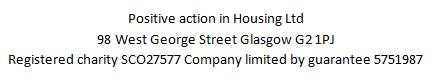 Positive action in Housing Ltd
98 West George Street Glasgow G2 1PJ
Registered charity SCO27577 Company limited by guarantee 5751987